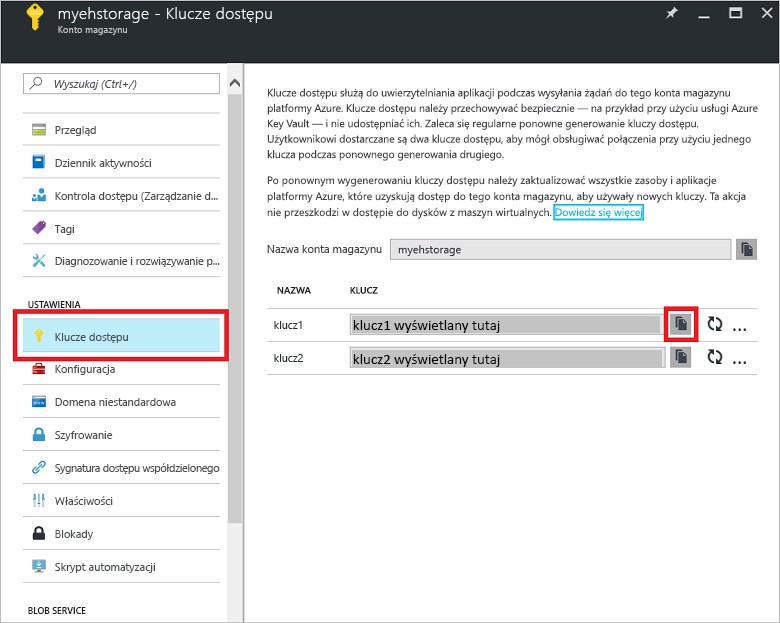 myehstorage - Klucze dostępu
Konto magazynu
Wyszukaj (Ctrl+/)
Przegląd
Dziennik aktywności
Kontrola dostępu (Zarządzanie d...
Tagi
Diagnozowanie i rozwiązywanie p...
USTAWIENIA
Klucze dostępu
Konfiguracja
Domena niestandardowa
Szyfrowanie
Sygnatura dostępu współdzielonego
Właściwości
Blokady
Skrypt automatyzacji
BLOB SERVICE
Klucze dostępu służą do uwierzytelniania aplikacji podczas wysyłania żądań do tego konta magazynu
platformy Azure. Klucze dostępu należy przechowywać bezpiecznie — na przykład przy użyciu usługi Azure
Key Vault — i nie udostępniać ich. Zaleca się regularne ponowne generowanie kluczy dostępu.
Użytkownikowi dostarczane są dwa klucze dostępu, aby mógł obsługiwać połączenia przy użyciu jednego
klucza podczas ponownego generowania drugiego.
Po ponownym wygenerowaniu kluczy dostępu należy zaktualizować wszystkie zasoby i aplikacje
platformy Azure, które uzyskują dostęp do tego konta magazynu, aby używały nowych kluczy. Ta akcja
nie przeszkodzi w dostępie do dysków z maszyn wirtualnych. Dowiedz się więcej
Nazwa konta magazynu myehstorage
NAZWA KLUCZ
klucz1 klucz1 wyświetlany tutaj ...
klucz2 klucz2 wyświetlany tutaj ...